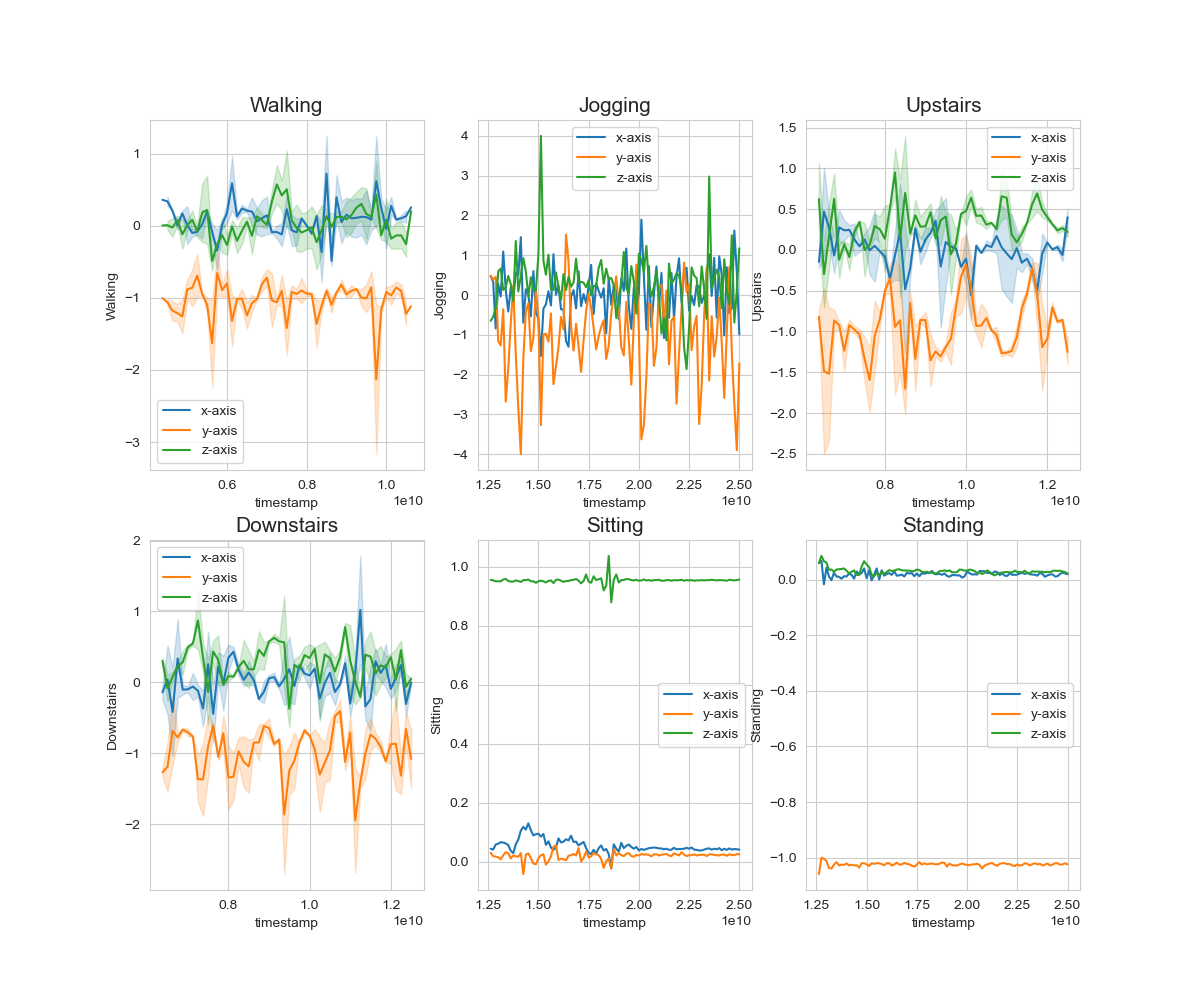 Walking
Jogging
Upstairs
1
0
−1
−2
−3
Walking
x-axis
y-axis
z-axis
0.6
0.8
1.0
1e10
timestamp
4
3
2
1
0
−1
−2
−3
−4
Jogging
x-axis
y-axis
z-axis
1.25
1.50
1.75
2.00
2.25
2.50
1e10
timestamp
1.5
1.0
0.5
0.0
−0.5
−1.0
−1.5
−2.0
−2.5
Upstairs
x-axis
y-axis
z-axis
0.8
1.0
1.2
1e10
timestamp
Downstairs
Sitting
Standing
2
1
0
−1
−2
Downstairs
x-axis
y-axis
z-axis
0.8
1.0
1.2
1e10
timestamp
1.0
0.8
0.6
0.4
0.2
0.0
Sitting
x-axis
y-axis
z-axis
1.25
1.50
1.75
2.00
2.25
2.50
1e10
timestamp
0.0
−0.2
−0.4
−0.6
−0.8
−1.0
Standing
x-axis
y-axis
z-axis
1.25
1.50
1.75
2.00
2.25
2.50
1e10
timestamp